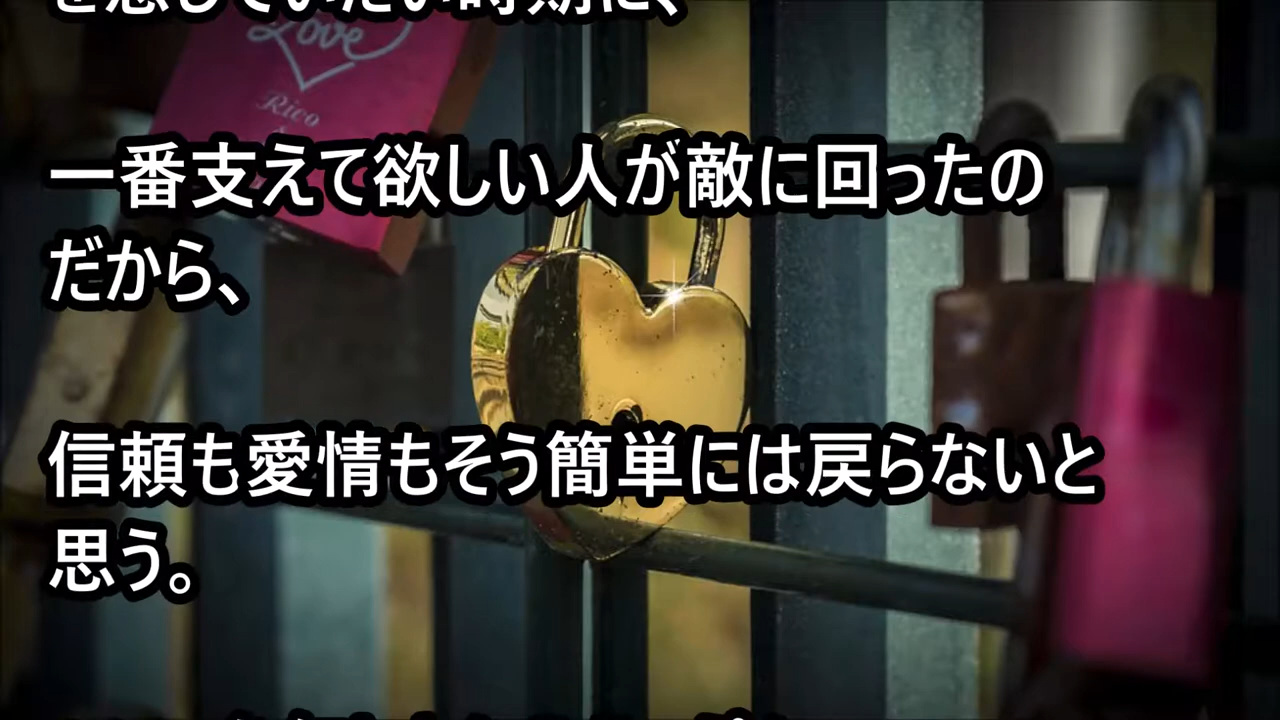 Love
Rico
一番支えて欲しい人が敵に回ったの
だから、
信頼も愛情もそう簡単には戻らないと
思う。